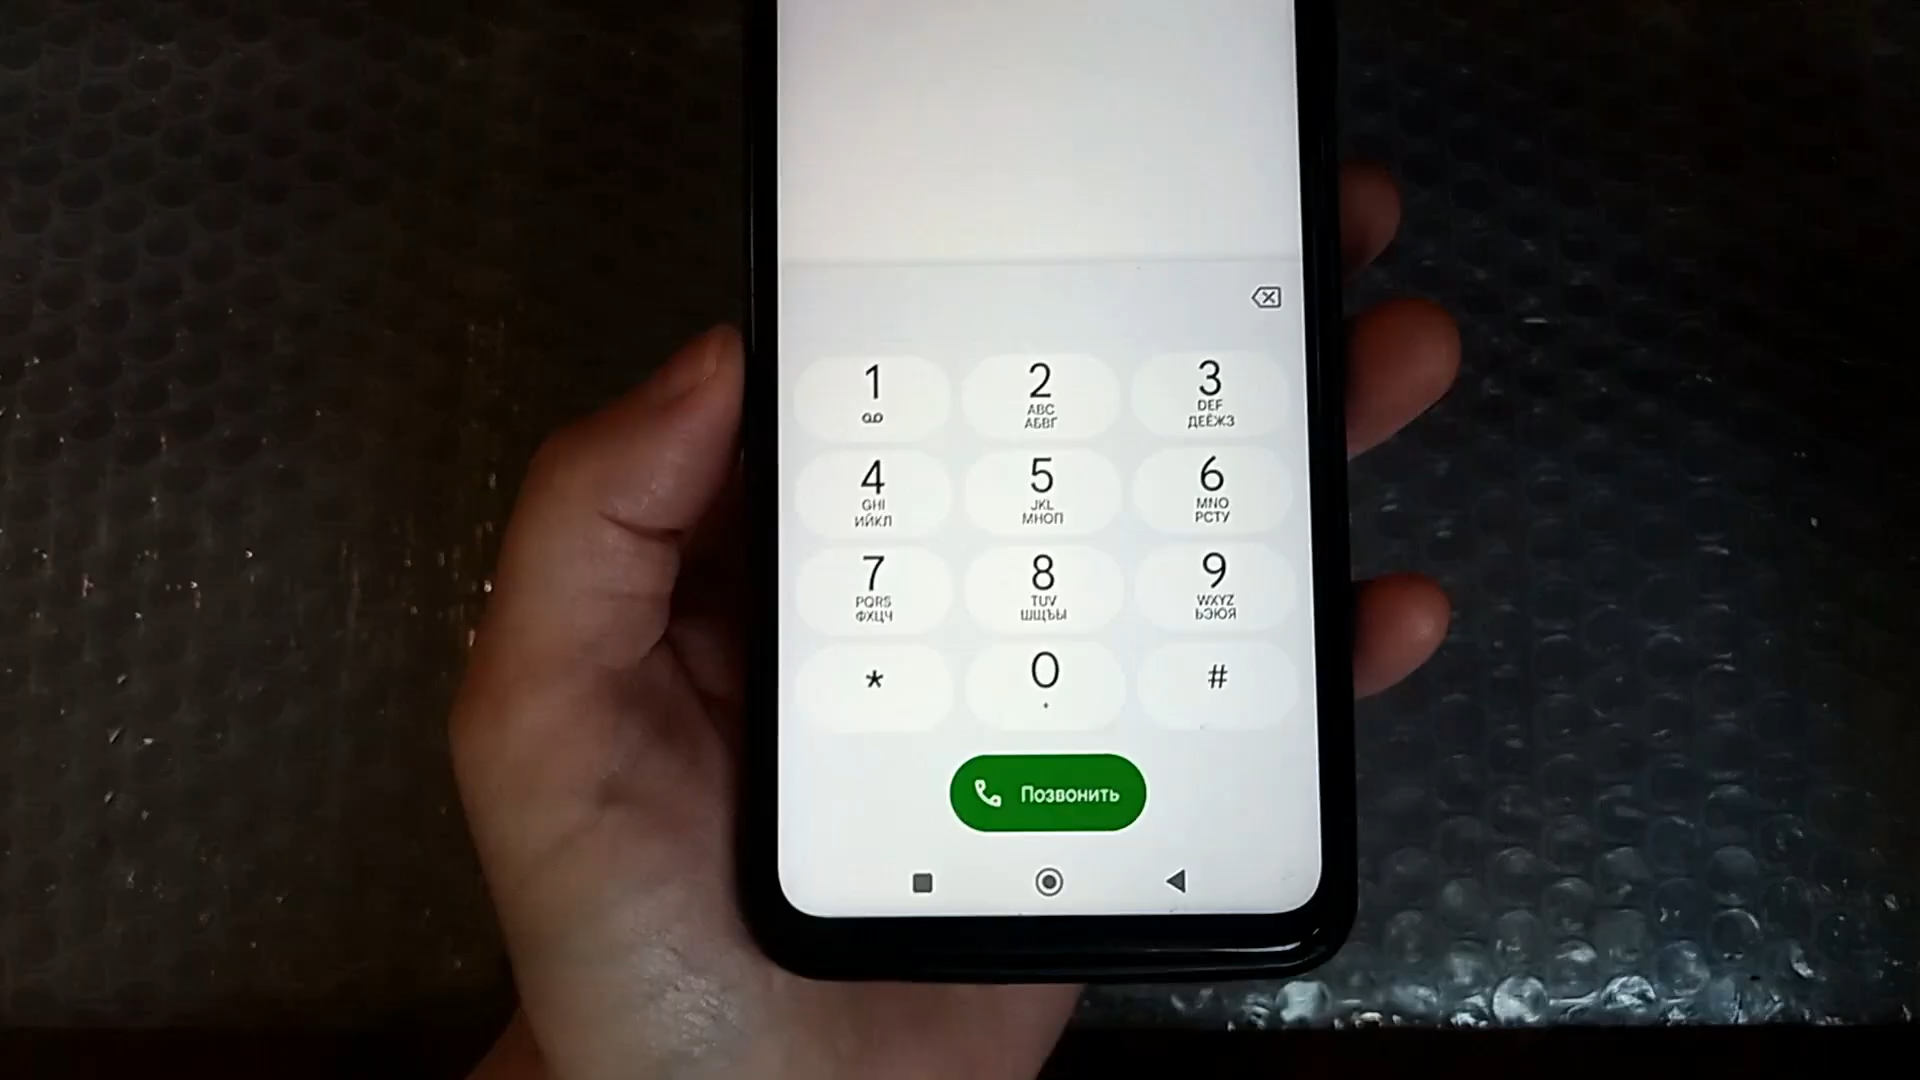 1 2 3
ABC DEF
АБВГ ДЕЁЖЗ
4 5 6
GHI JKL MNO
ИЙКЛ МНОП РСТУ
7 8 9
PQRS TUV WXYZ
ФХЦЧ ШЩЪЫ ЬЭЮЯ
* 0 #
+
Позвонить